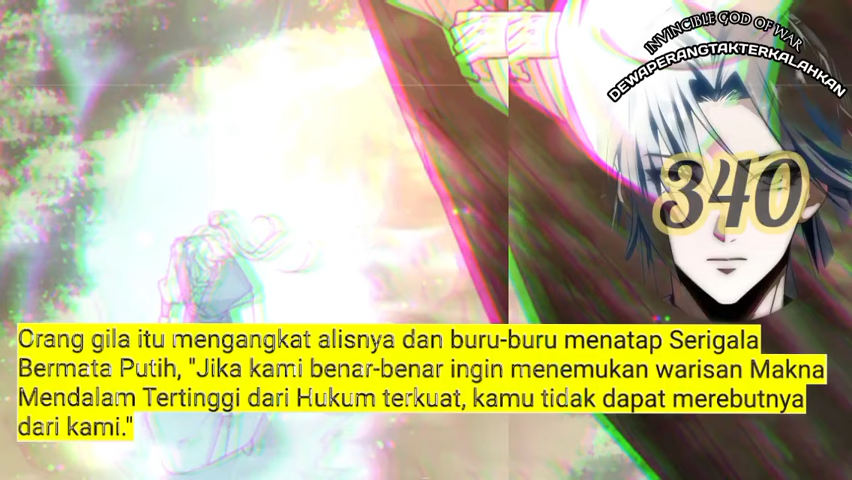 INVINCIBLE GOD OF WAR
DEWAPERANGTAKTERKALAHKAN
340
Orang gila itu mengangkat alisnya dan buru-buru menatap Serigala
Bermata Putih, "Jika kami benar-benar ingin menemukan warisan Makna
Mendalam Tertinggi dari Hukum terkuat, kamu tidak dapat merebutnya
dari kami."